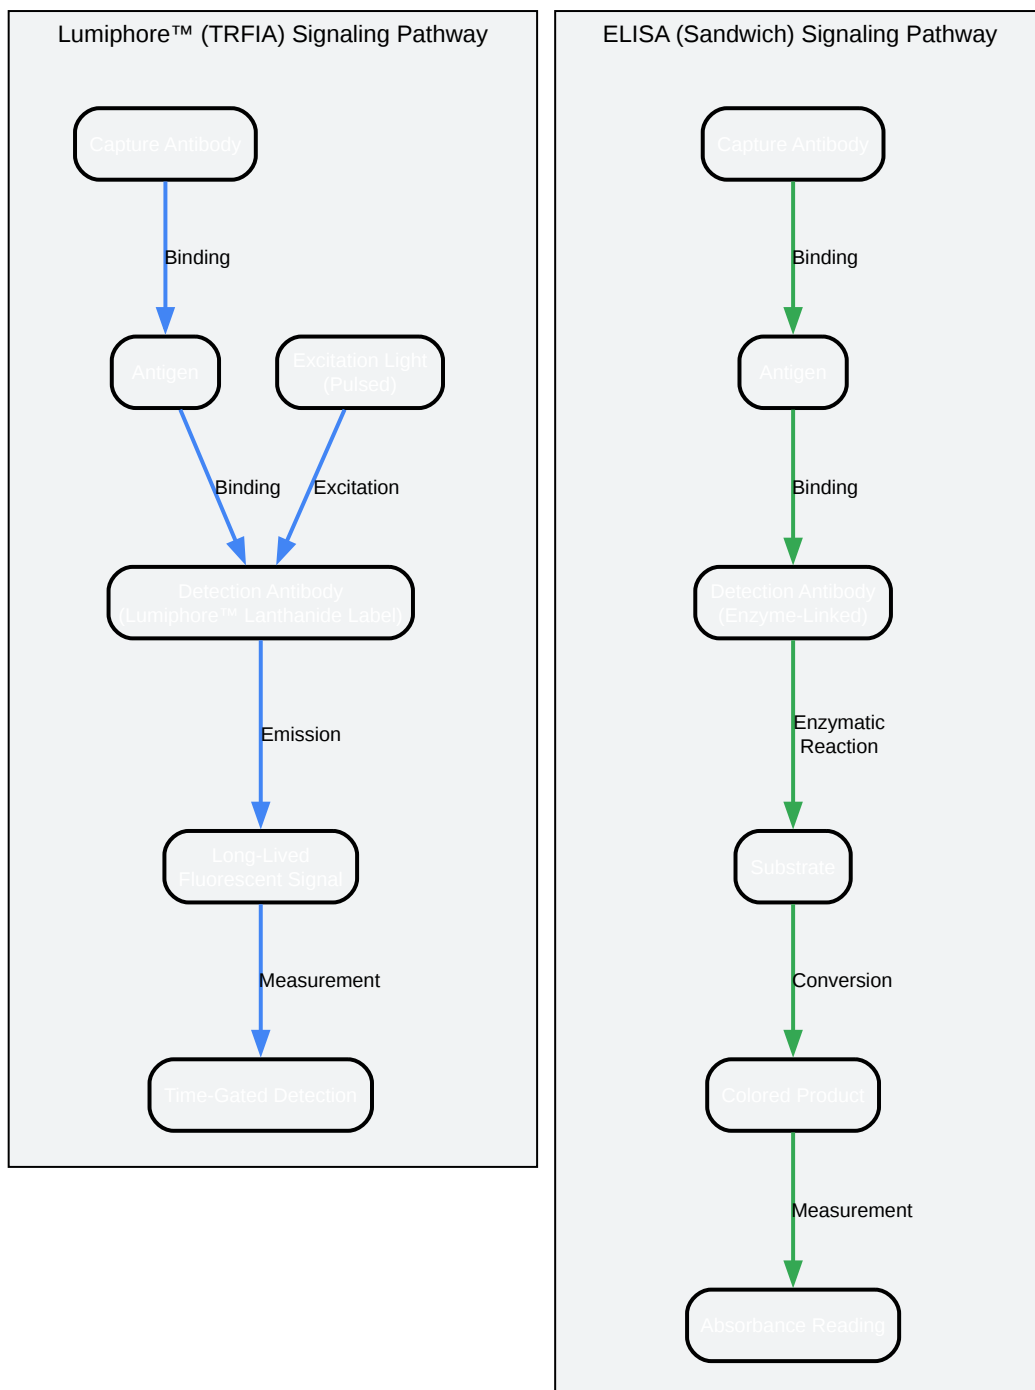 Lumiphore™ (TRFIA) Signaling Pathway
Capture Antibody
Binding
Antigen
Excitation Light
(Pulsed)
Binding
Excitation
Detection Antibody
(Lumiphore™ Lanthanide Label)
Emission
Long-Lived
Fluorescent Signal
Measurement
Time-Gated Detection
ELISA (Sandwich) Signaling Pathway
Capture Antibody
Binding
Antigen
Binding
Detection Antibody
(Enzyme-Linked)
Enzymatic
Reaction
Substrate
Conversion
Colored Product
Measurement
Absorbance Reading